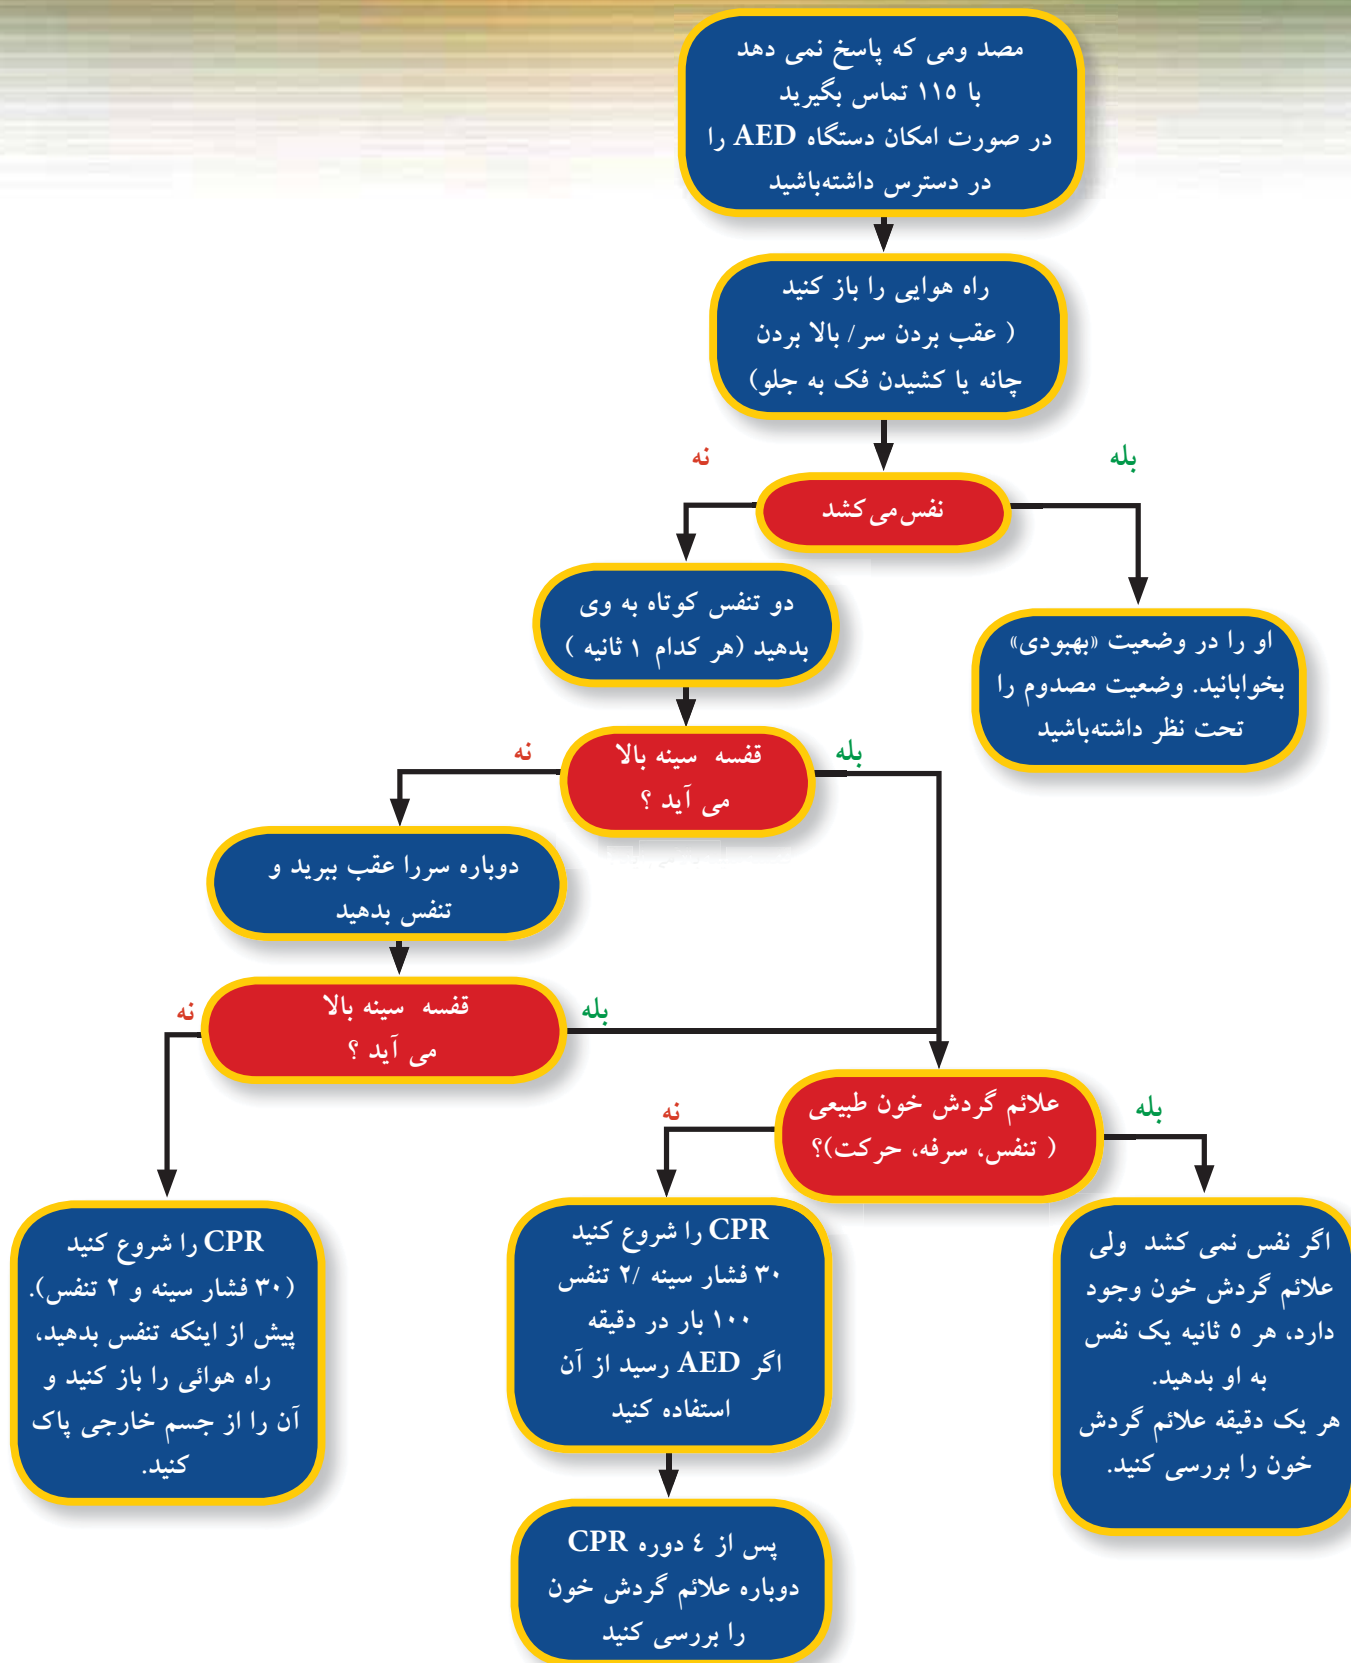 مصد ومی که پاسخ نمی دهد
با ۱۱۵ تماس بگیرید
در صورت امکان دستگاه AED را
در دسترس داشته‌باشید
راه هوایی را باز کنید
( عقب بردن سر/ بالا بردن
چانه یا کشیدن فک به جلو)
بله
نه
نفس‌می‌کشد
دو تنفس کوتاه به وی
بدهید (هر کدام ۱ ثانیه )
او را در وضعیت «بهبودی»
بخوابانید. وضعیت مصدوم را
تحت نظر داشته‌باشید
بله
نه
قفسه سینه بالا
می آید ؟
دوباره سررا عقب ببرید و
تنفس بدهید
بله
نه
قفسه سینه بالا
می آید ؟
بله
نه
علائم گردش خون طبیعی
( تنفس، سرفه، حرکت)؟
اگر نفس نمی کشد ولی
علائم گردش خون وجود
دارد، هر ۵ ثانیه یک نفس
به او بدهید.
هر یک دقیقه علائم گردش
خون را بررسی کنید.
CPR را شروع کنید
۳۰ فشار سینه /۲ تنفس
۱۰۰ بار در دقیقه
اگر AED رسید از آن
استفاده کنید
CPR را شروع کنید
(۳۰ فشار سینه و ۲ تنفس).
پیش از اینکه تنفس بدهید،
راه هوائی را باز کنید و
آن را از جسم خارجی پاک
کنید.
پس از ٤ دوره CPR
دوباره علائم گردش خون
را بررسی کنید